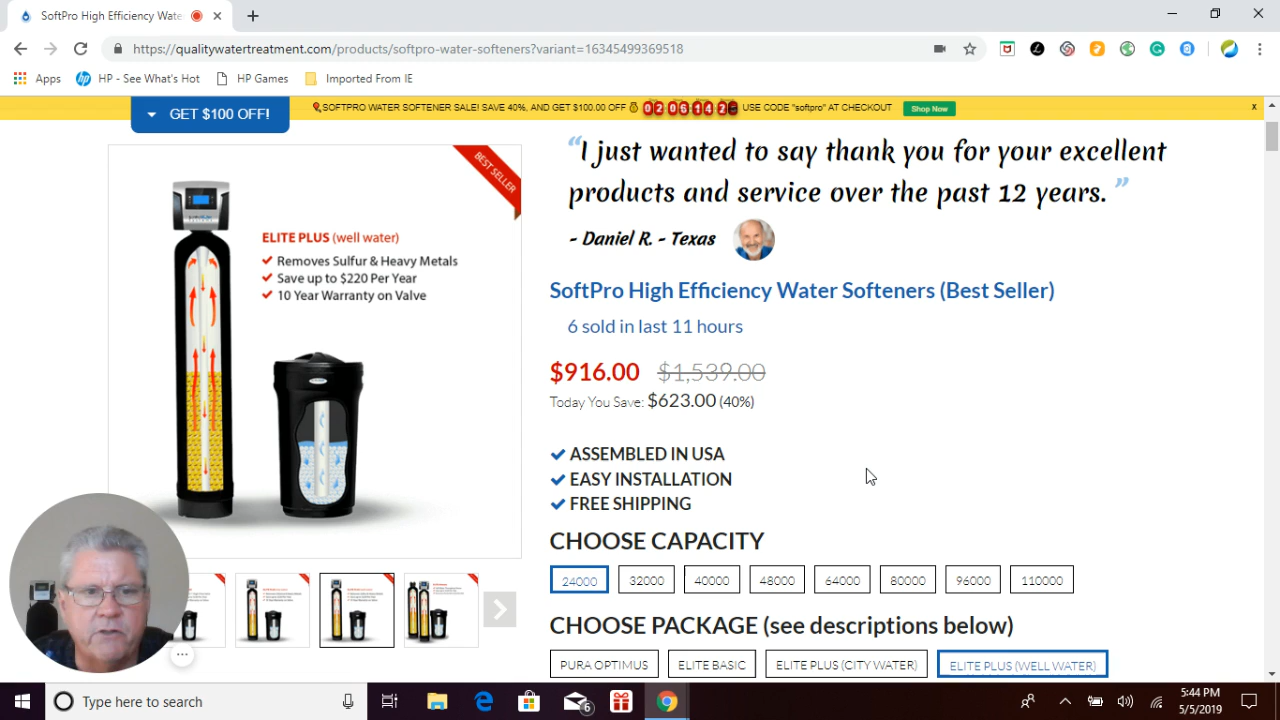 SoftPro High Efficiency Wate
https://qualitywatertreatment.com/products/softpro-water-softeners?variant=16345499369518
Apps
HP - See What's Hot
HP Games
Imported From IE
SOFTPRO WATER SOFTENER SALE! SAVE 40%, AND GET $100.00 OFF
02 06 14 2
USE CODE "softpro" AT CHECKOUT
Shop Now
x
GET $100 OFF!
BEST SELLER
ELITE PLUS (well water)
Removes Sulfur & Heavy Metals
Save up to $220 Per Year
10 Year Warranty on Valve
“I just wanted to say thank you for your excellent
products and service over the past 12 years.”
- Daniel R. - Texas
SoftPro High Efficiency Water Softeners (Best Seller)
6 sold in last 11 hours
$916.00 $1,539.00
Today You Save: $623.00 (40%)
ASSEMBLED IN USA
EASY INSTALLATION
FREE SHIPPING
CHOOSE CAPACITY
24000 32000 40000 48000 64000 80000 96000 110000
CHOOSE PACKAGE (see descriptions below)
PURA OPTIMUS ELITE BASIC ELITE PLUS (CITY WATER) ELITE PLUS (WELL WATER)
Type here to search
6
5:44 PM
5/5/2019